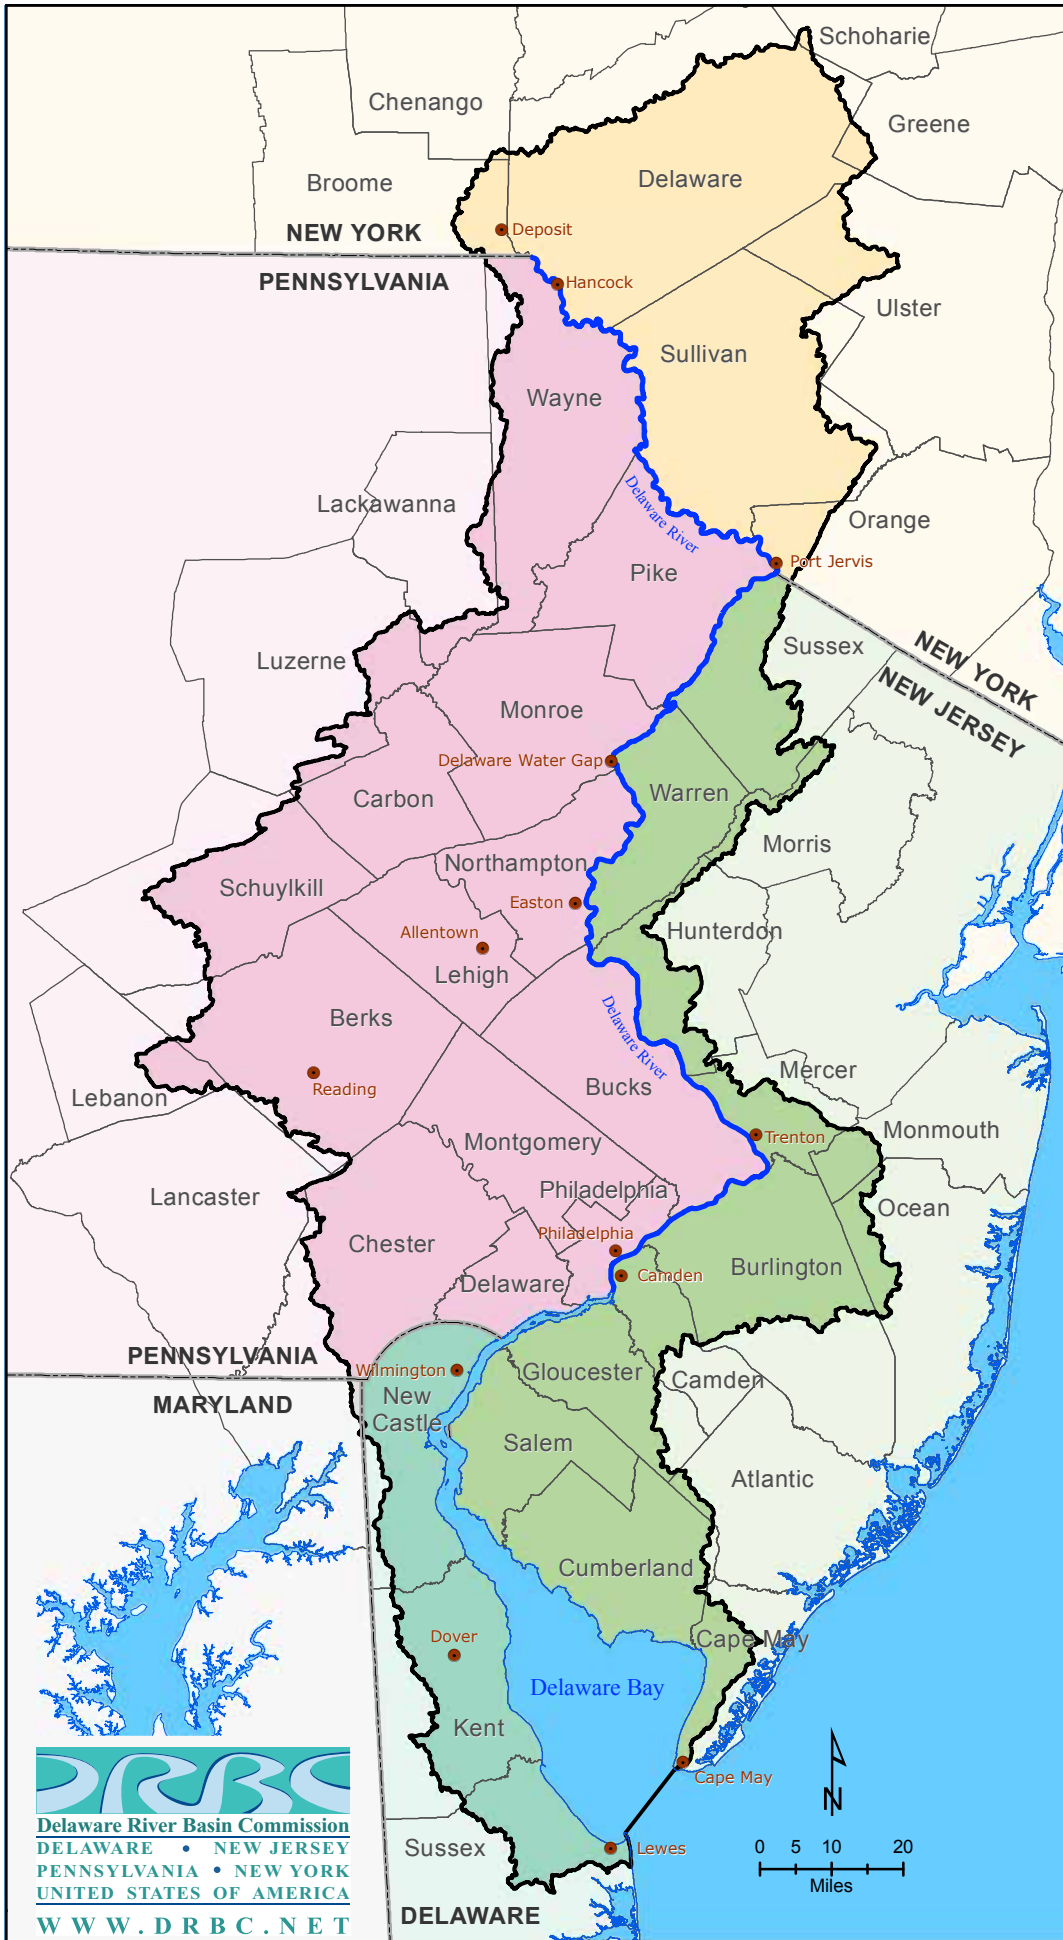 Schoharie
Chenango
Greene
Broome
Delaware
NEW YORK
Deposit
PENNSYLVANIA
Hancock
Ulster
Sullivan
Wayne
Lackawanna
Delaware River
Orange
Port Jervis
Pike
Sussex
NEW YORK
NEW JERSEY
Luzerne
Monroe
Delaware Water Gap
Carbon
Warren
Morris
Northampton
Schuylkill
Easton
Hunterdon
Allentown
Lehigh
Berks
Delaware River
Mercer
Reading
Bucks
Lebanon
Trenton
Monmouth
Montgomery
Lancaster
Philadelphia
Ocean
Philadelphia
Chester
Delaware
Camden
Burlington
PENNSYLVANIA
Wilmington
MARYLAND
New
Castle
Gloucester
Camden
Salem
Atlantic
Cumberland
Dover
Cape May
Delaware Bay
Kent
Cape May
N
Lewes
Sussex
0 5 10 20
Miles
DELAWARE
DRBC
Delaware River Basin Commission
DELAWARE • NEW JERSEY
PENNSYLVANIA • NEW YORK
UNITED STATES OF AMERICA
WWW.DRBC.NET